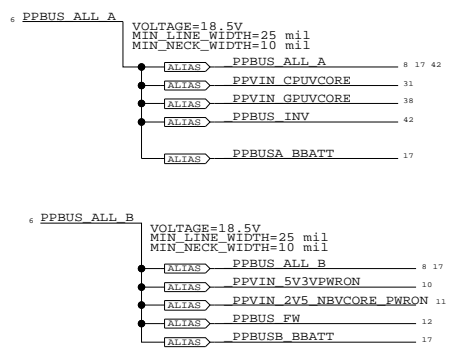 6 PPBUS_ALL_A
VOLTAGE=18.5V
MIN_LINE_WIDTH=25 mil
MIN_NECK_WIDTH=10 mil
ALIAS PPBUS_ALL_A 8 17 42
ALIAS PPVIN_CPUVCORE 31
ALIAS PPVIN_GPUVCORE 38
ALIAS PPBUS_INV 42
ALIAS PPBUSA_BBATT 17
6 PPBUS_ALL_B
VOLTAGE=18.5V
MIN_LINE_WIDTH=25 mil
MIN_NECK_WIDTH=10 mil
ALIAS PPBUS_ALL_B 8 17
ALIAS PPVIN_5V3VPWRON 10
ALIAS PPVIN_2V5_NBVCORE_PWRON 11
ALIAS PPBUS_FW 12
ALIAS PPBUSB_BBATT 17